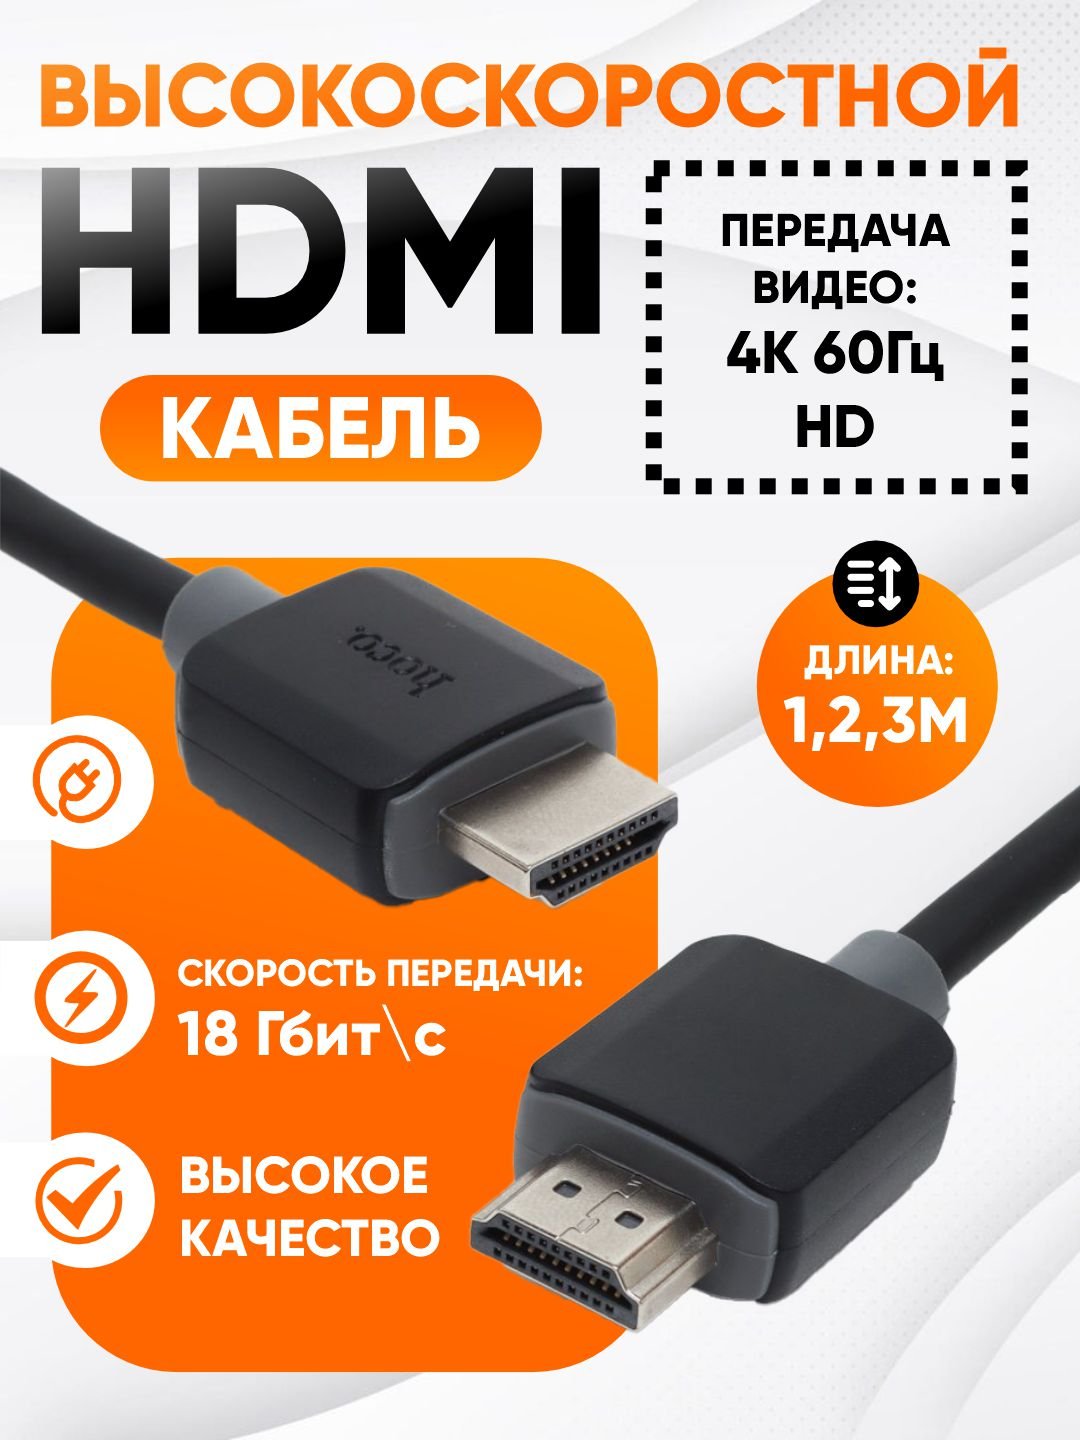 ВЫСОКОСКОРОСТНОЙ
HDMI
КАБЕЛЬ
ПЕРЕДАЧА
ВИДЕО:
4K 60Гц
HD
ДЛИНА:
1,2,3М
hoco.
СКОРОСТЬ ПЕРЕДАЧИ:
18 Гбит\с
ВЫСОКОЕ
КАЧЕСТВО